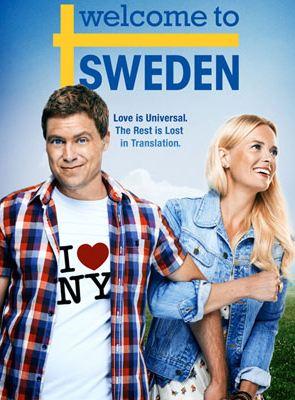 welcome to
SWEDEN
Love is Universal.
The Rest is Lost
in Translation.
I ❤ NY